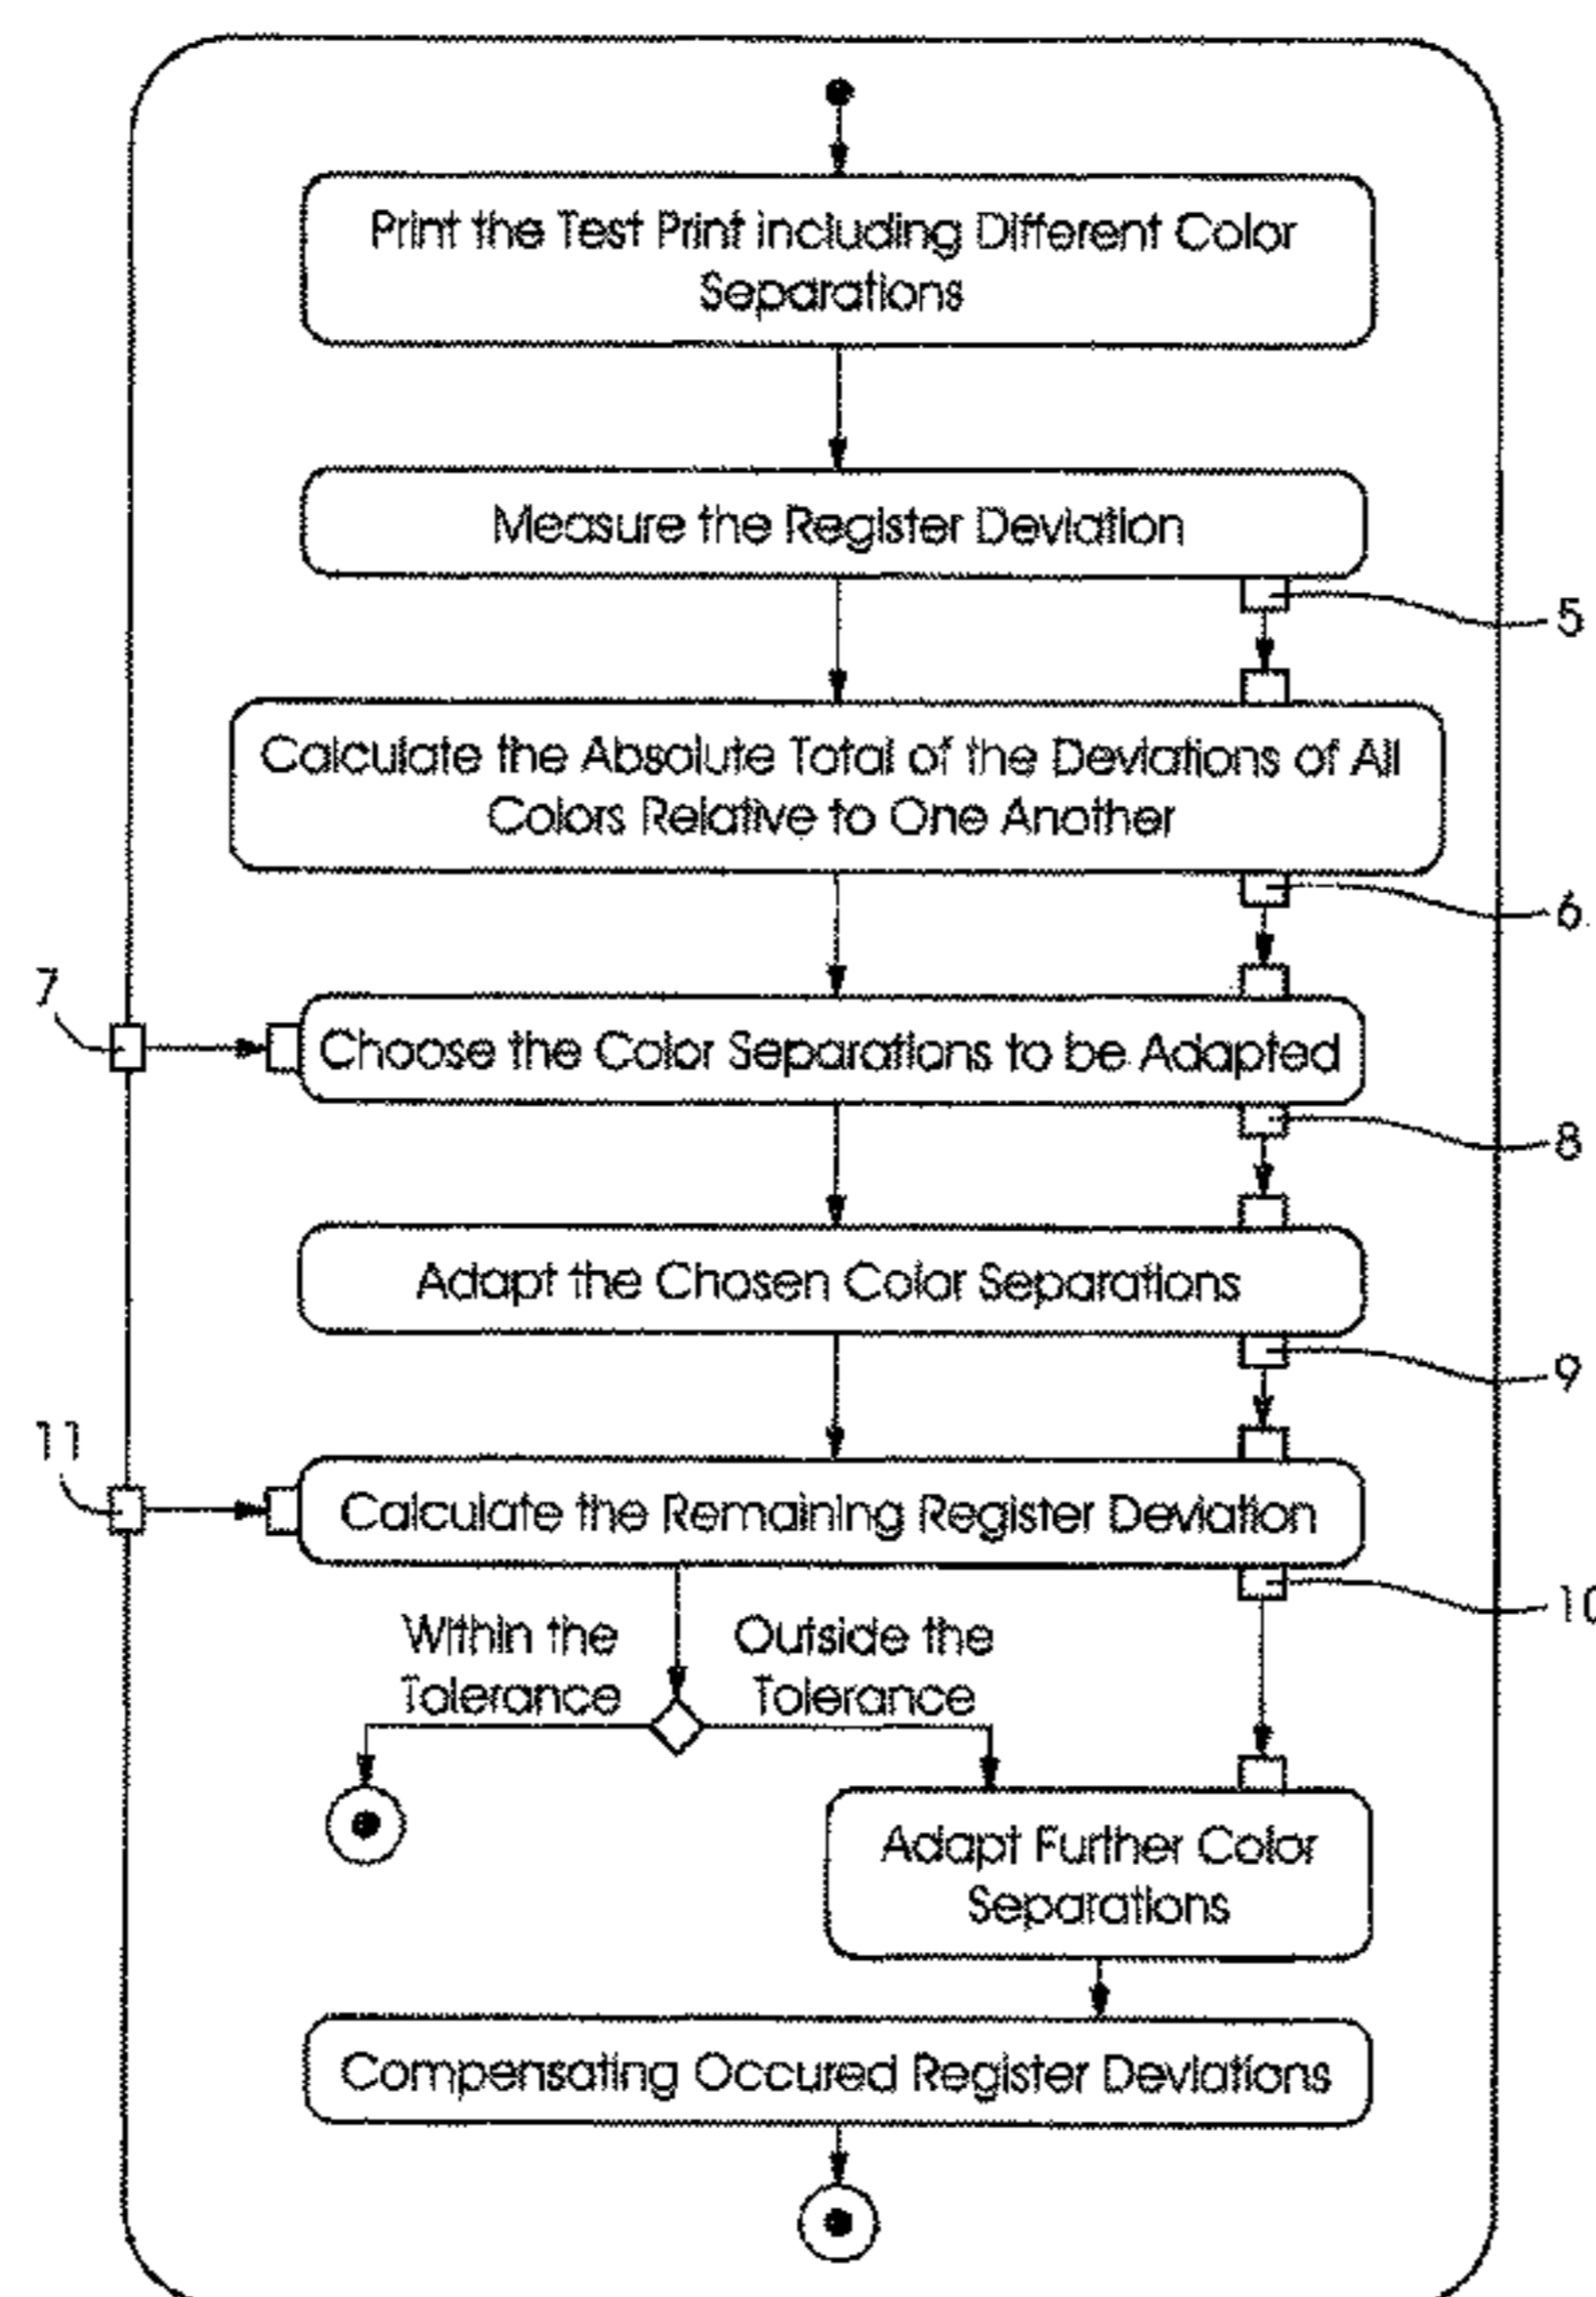 Print the Test Print including Different Color
Separations
Measure the Register Deviation
5
Calculate the Absolute Total of the Deviations of All
Colors Relative to One Another
6
7
Choose the Color Separations to be Adapted
8
Adapt the Chosen Color Separations
9
11
Calculate the Remaining Register Deviation
10
Within the
Tolerance
Outside the
Tolerance
Adapt Further Color
Separations
Compensating Occured Register Deviations